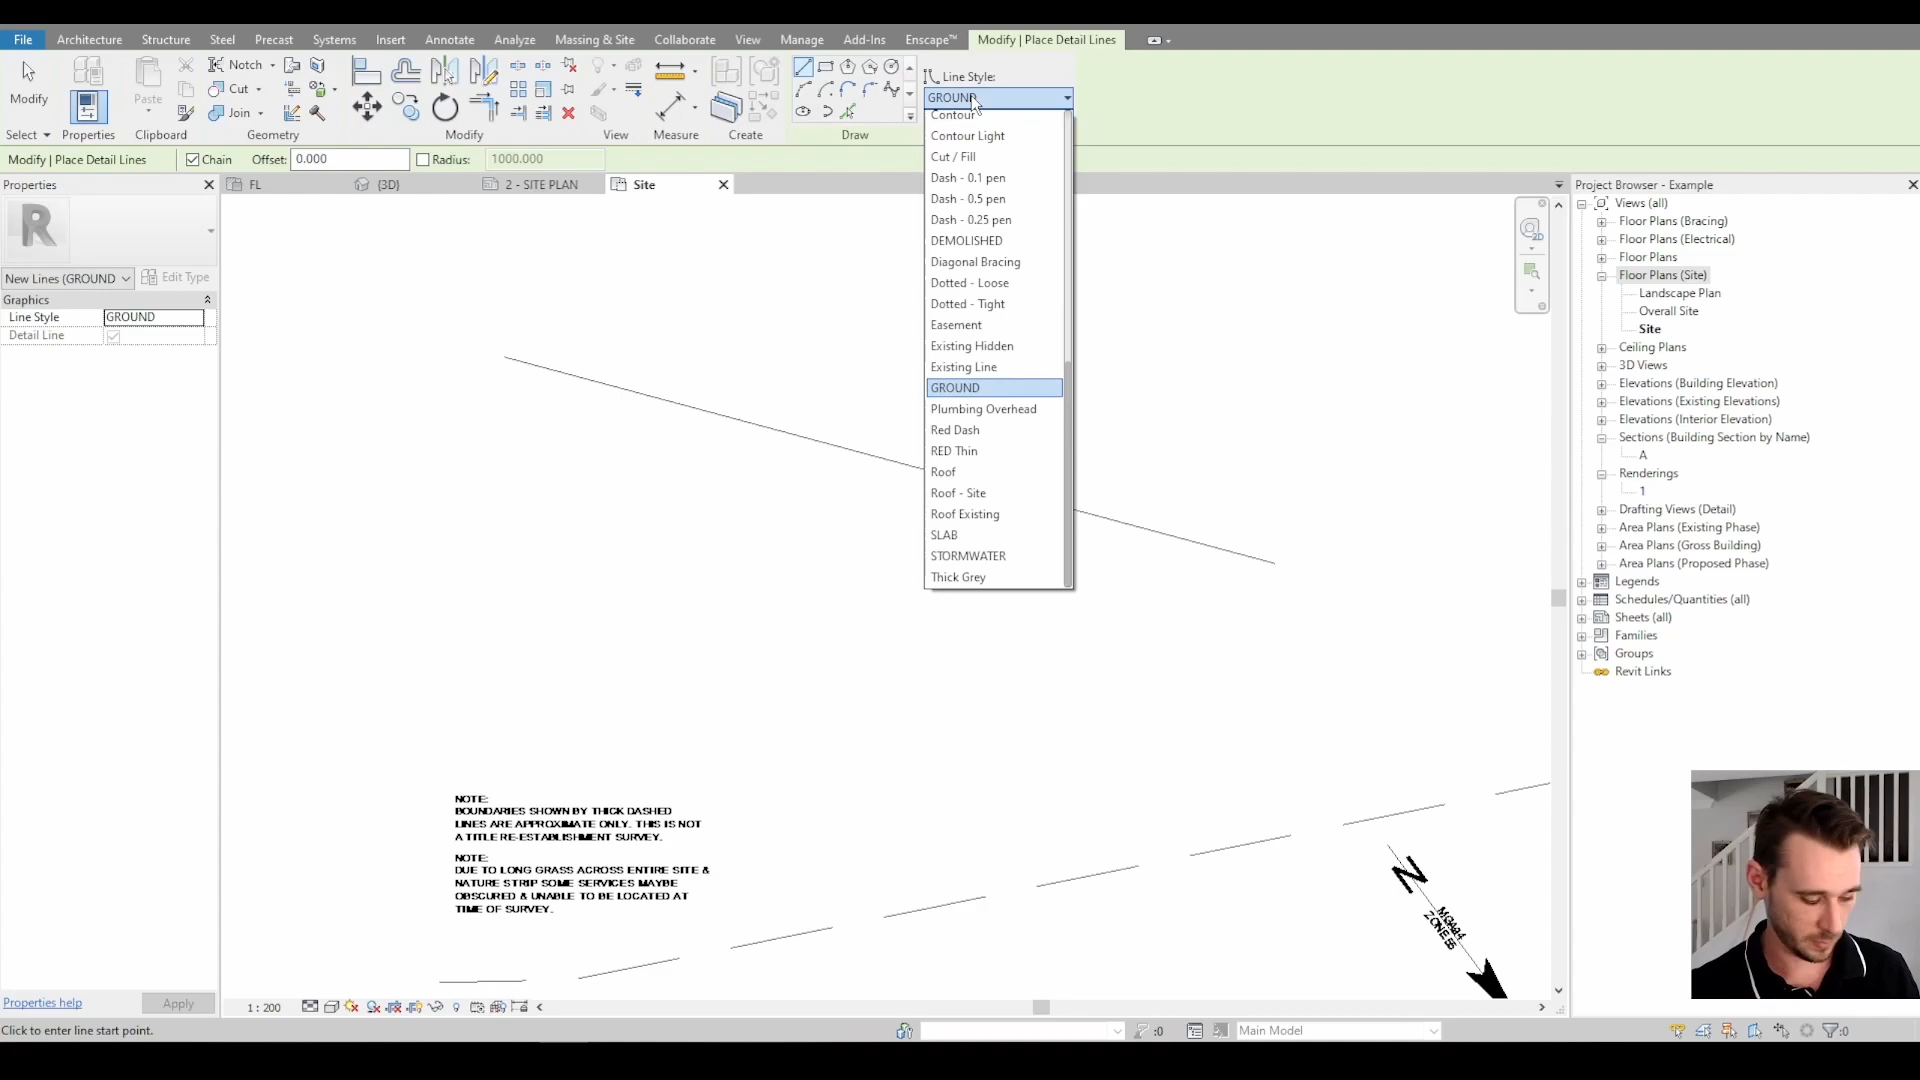 File Architecture Structure Steel Precast Systems Insert Annotate Analyze Massing & Site Collaborate View Manage Add-Ins Enscape™ Modify | Place Detail Lines
Modify
Select
Properties
Paste
Clipboard
Notch
Cut
Join
Geometry
Modify
View
Measure
Create
Draw
Line Style:
GROUND
Modify | Place Detail Lines
Chain
Offset: 0.000
Radius: 1000.000
Properties
FL
{3D}
2 - SITE PLAN
Site
R
New Lines (GROUND
Edit Type
Graphics
Line Style GROUND
Detail Line
Contour
Contour Light
Cut / Fill
Dash - 0.1 pen
Dash - 0.5 pen
Dash - 0.25 pen
DEMOLISHED
Diagonal Bracing
Dotted - Loose
Dotted - Tight
Easement
Existing Hidden
Existing Line
GROUND
Plumbing Overhead
Red Dash
RED Thin
Roof
Roof - Site
Roof Existing
SLAB
STORMWATER
Thick Grey
2D
Project Browser - Example
Views (all)
Floor Plans (Bracing)
Floor Plans (Electrical)
Floor Plans
Floor Plans (Site)
Landscape Plan
Overall Site
Site
Ceiling Plans
3D Views
Elevations (Building Elevation)
Elevations (Existing Elevations)
Elevations (Interior Elevation)
Sections (Building Section by Name)
A
Renderings
1
Drafting Views (Detail)
Area Plans (Existing Phase)
Area Plans (Gross Building)
Area Plans (Proposed Phase)
Legends
Schedules/Quantities (all)
Sheets (all)
Families
Groups
Revit Links
NOTE:
BOUNDARIES SHOWN BY THICK DASHED
LINES ARE APPROXIMATE ONLY. THIS IS NOT
A TITLE RE-ESTABLISHMENT SURVEY.
NOTE:
DUE TO LONG GRASS ACROSS ENTIRE SITE &
NATURE STRIP SOME SERVICES MAYBE
OBSCURED & UNABLE TO BE LOCATED AT
TIME OF SURVEY.
N
ZONE 55
Properties help
Apply
1 : 200
Click to enter line start point.
:0
Main Model
:0